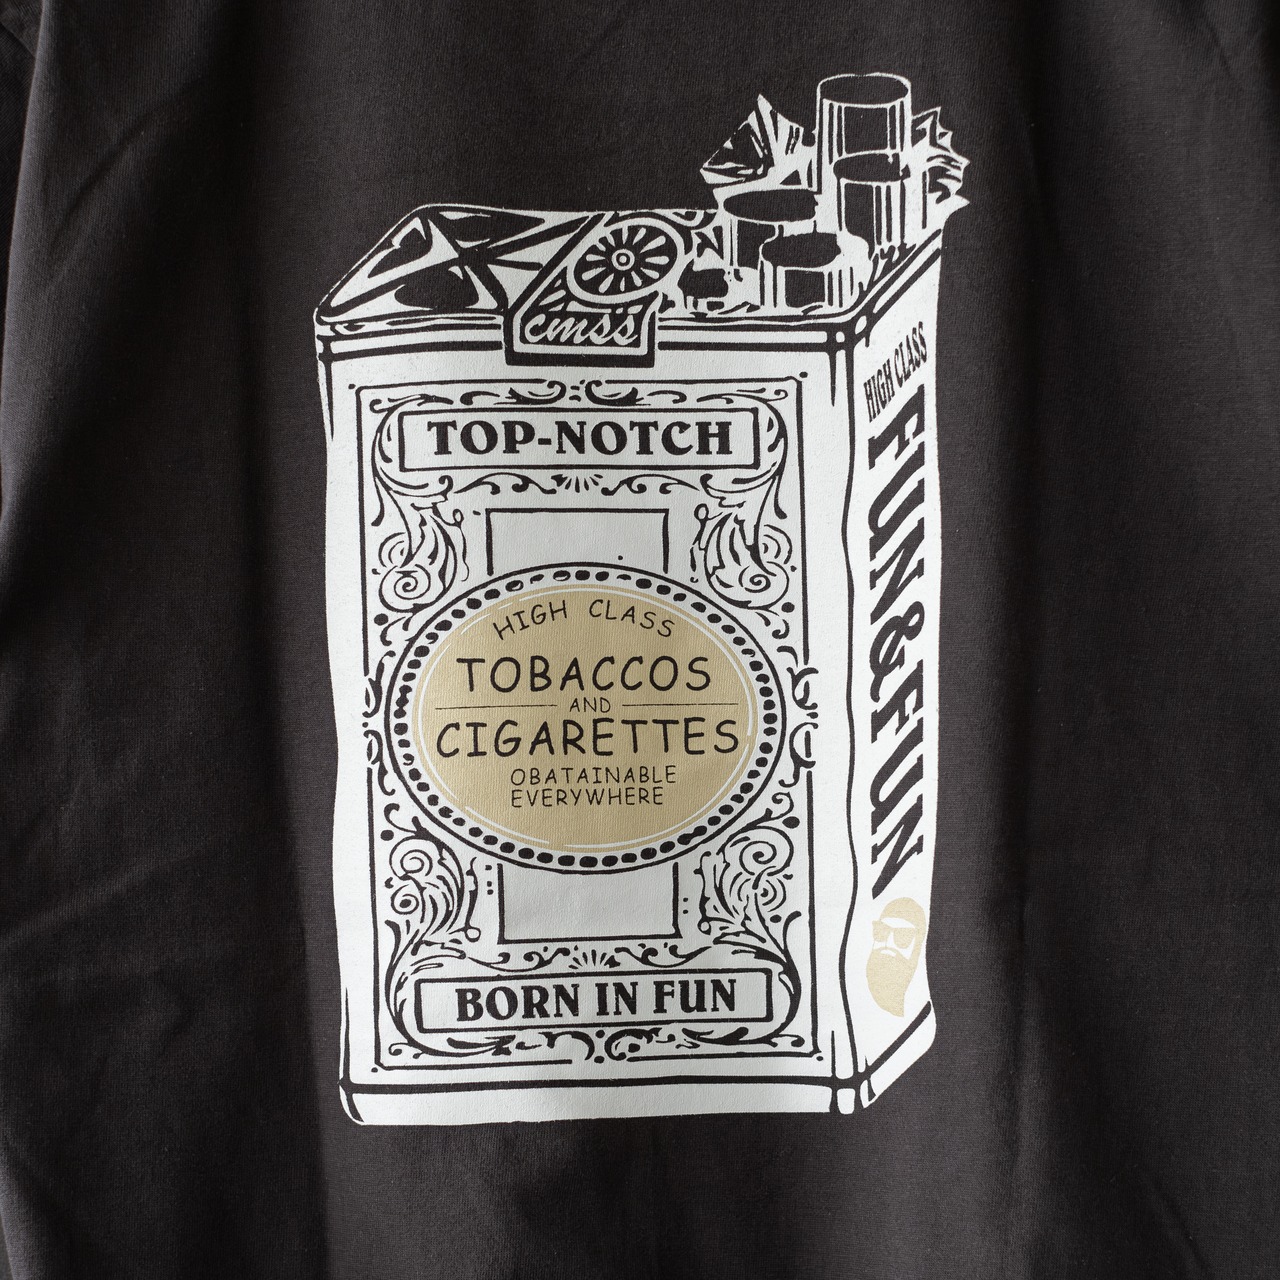 cmss
TOP-NOTCH
HIGH CLASS
TOBACCOS
AND
CIGARETTES
OBATAINABLE
EVERYWHERE
BORN IN FUN
HIGH CLASS
FUN&FUN